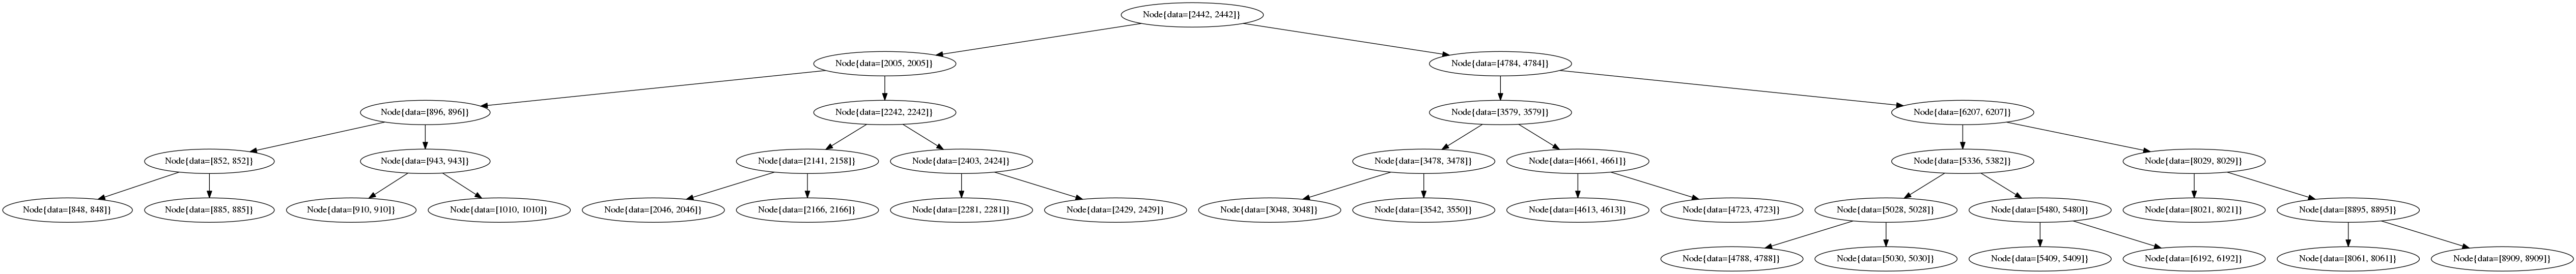 Node{data=[2442, 2442]}
Node{data=[2005, 2005]}
Node{data=[4784, 4784]}
Node{data=[896, 896]}
Node{data=[2242, 2242]}
Node{data=[3579, 3579]}
Node{data=[6207, 6207]}
Node{data=[852, 852]}
Node{data=[943, 943]}
Node{data=[2141, 2158]}
Node{data=[2403, 2424]}
Node{data=[3478, 3478]}
Node{data=[4661, 4661]}
Node{data=[5336, 5382]}
Node{data=[8029, 8029]}
Node{data=[848, 848]}
Node{data=[885, 885]}
Node{data=[910, 910]}
Node{data=[1010, 1010]}
Node{data=[2046, 2046]}
Node{data=[2166, 2166]}
Node{data=[2281, 2281]}
Node{data=[2429, 2429]}
Node{data=[3048, 3048]}
Node{data=[3542, 3550]}
Node{data=[4613, 4613]}
Node{data=[4723, 4723]}
Node{data=[5028, 5028]}
Node{data=[5480, 5480]}
Node{data=[8021, 8021]}
Node{data=[8895, 8895]}
Node{data=[4788, 4788]}
Node{data=[5030, 5030]}
Node{data=[5409, 5409]}
Node{data=[6192, 6192]}
Node{data=[8061, 8061]}
Node{data=[8909, 8909]}